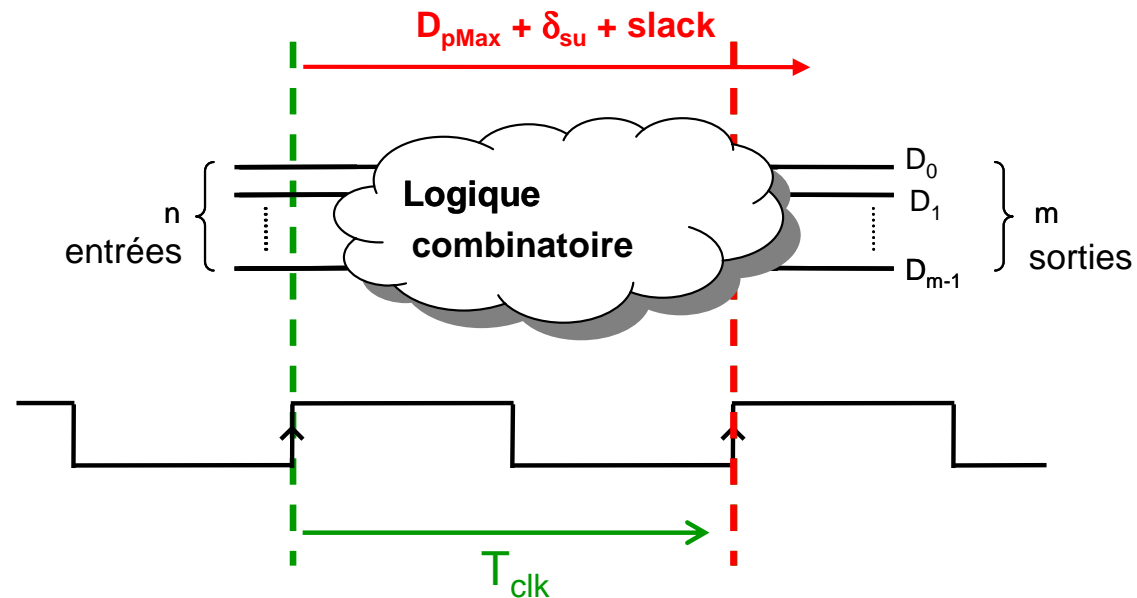 DpMax + δsu + slack
D0
Logique
n
D1
m
combinatoire
entrées
sorties
Dm-1
Tclk